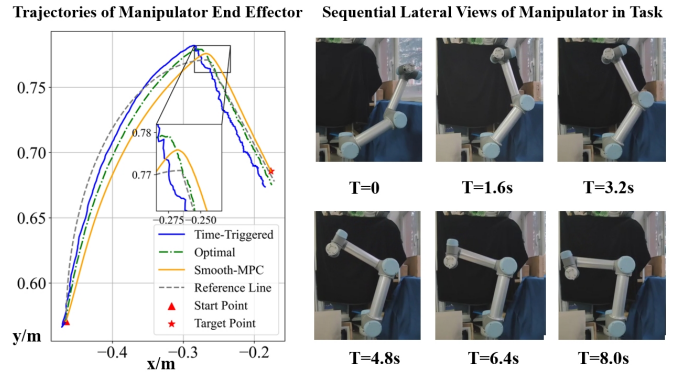 Trajectories of Manipulator End Effector
0.75
0.70
0.65
0.60
y/m
0.78
0.77
−0.275 −0.250
Time-Triggered
Optimal
Smooth-MPC
Reference Line
Start Point
Target Point
−0.4 −0.3 −0.2
x/m
Sequential Lateral Views of Manipulator in Task
T=0 T=1.6s T=3.2s
T=4.8s T=6.4s T=8.0s